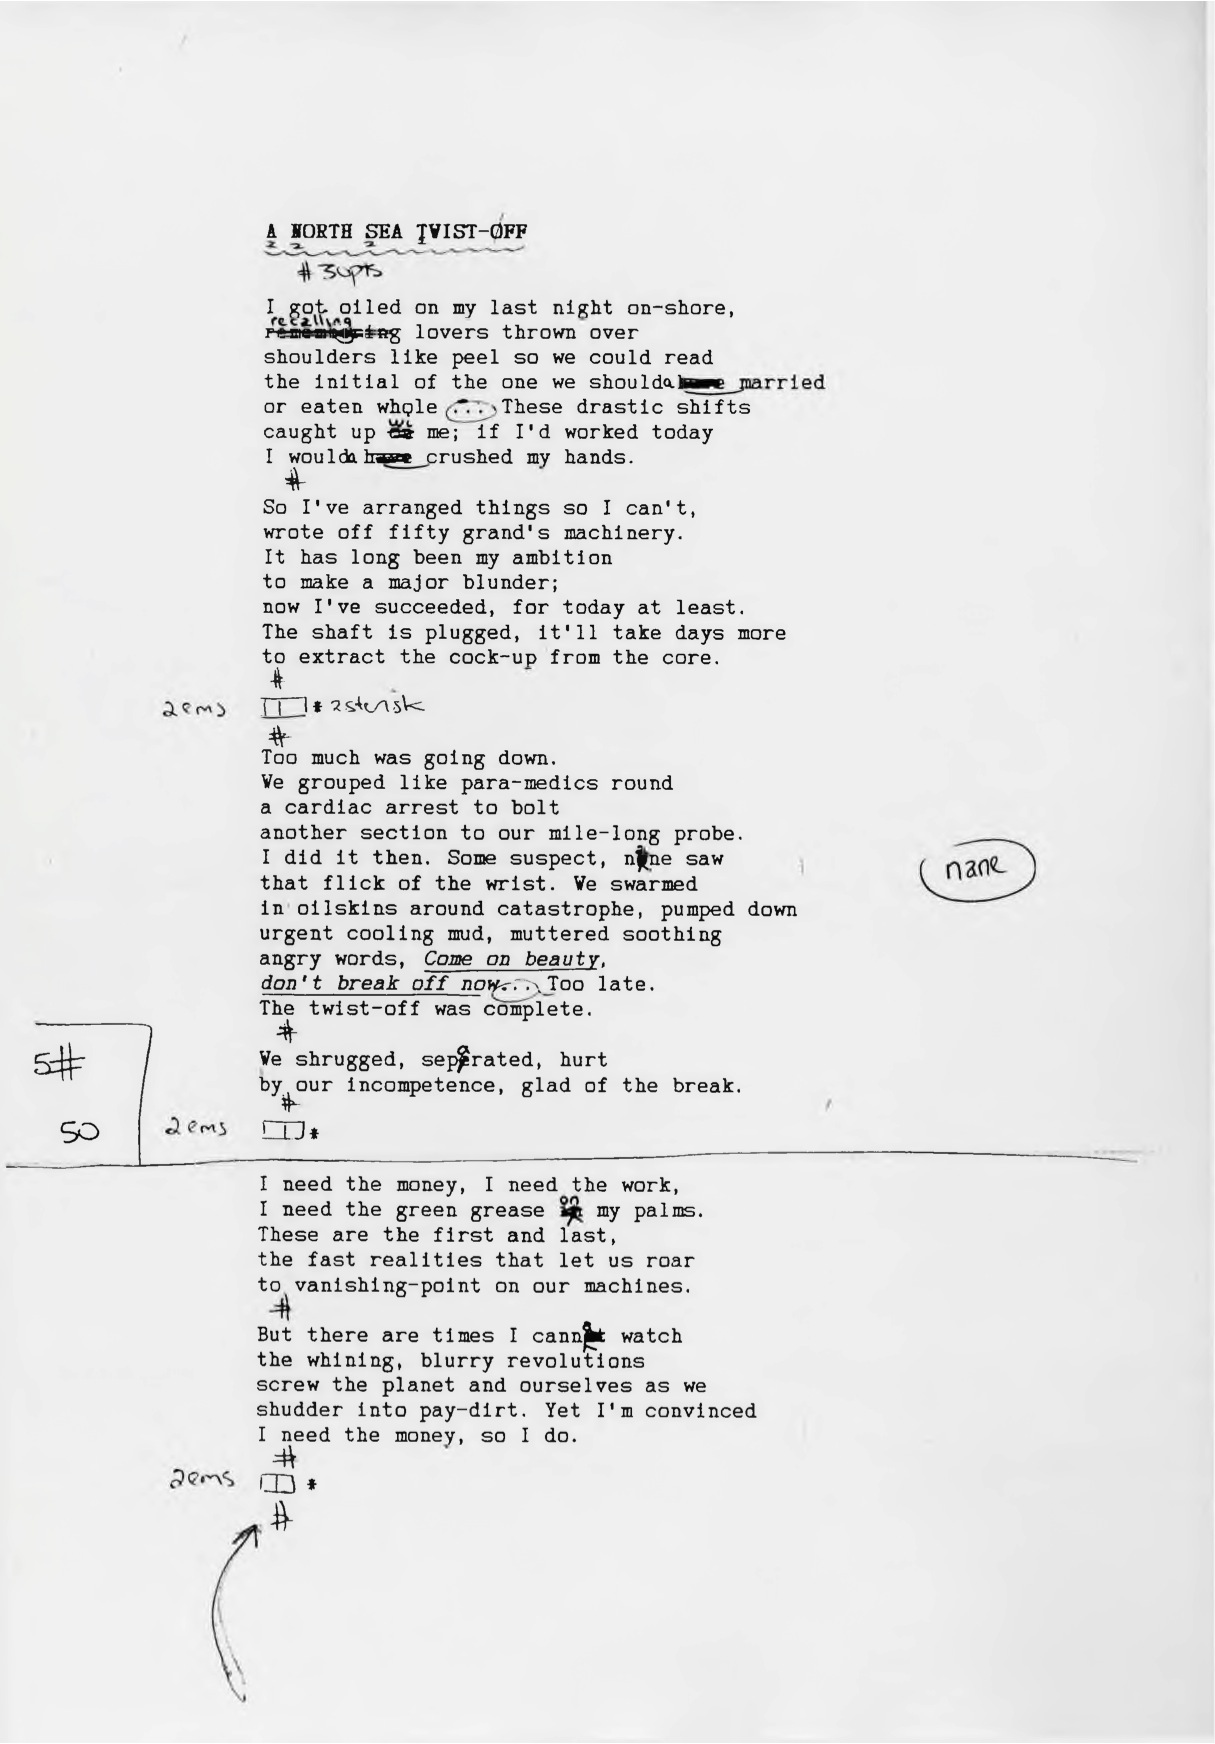 A NORTH SEA TWIST-OFF
# 30pts
I got oiled on my last night on-shore,
recalling
remembering lovers thrown over
shoulders like peel so we could read
the initial of the one we shoulda have married
or eaten whole ... These drastic shifts
caught up wi me; if I'd worked today
I woulda have crushed my hands.
#
So I've arranged things so I can't,
wrote off fifty grand's machinery.
It has long been my ambition
to make a major blunder;
now I've succeeded, for today at least.
The shaft is plugged, it'll take days more
to extract the cock-up from the core.
#
2 ems * asterisk
#
Too much was going down.
We grouped like para-medics round
a cardiac arrest to bolt
another section to our mile-long probe.
I did it then. Some suspect, nane saw
nane
that flick of the wrist. We swarmed
in oilskins around catastrophe, pumped down
urgent cooling mud, muttered soothing
angry words, Come on beauty,
don't break off now... Too late.
The twist-off was complete.
#
5#
We shrugged, separated, hurt
by our incompetence, glad of the break.
#
50
2 ems *
I need the money, I need the work,
I need the green grease on my palms.
These are the first and last,
the fast realities that let us roar
to vanishing-point on our machines.
#
But there are times I canna watch
the whining, blurry revolutions
screw the planet and ourselves as we
shudder into pay-dirt. Yet I'm convinced
I need the money, so I do.
#
2 ems *
#